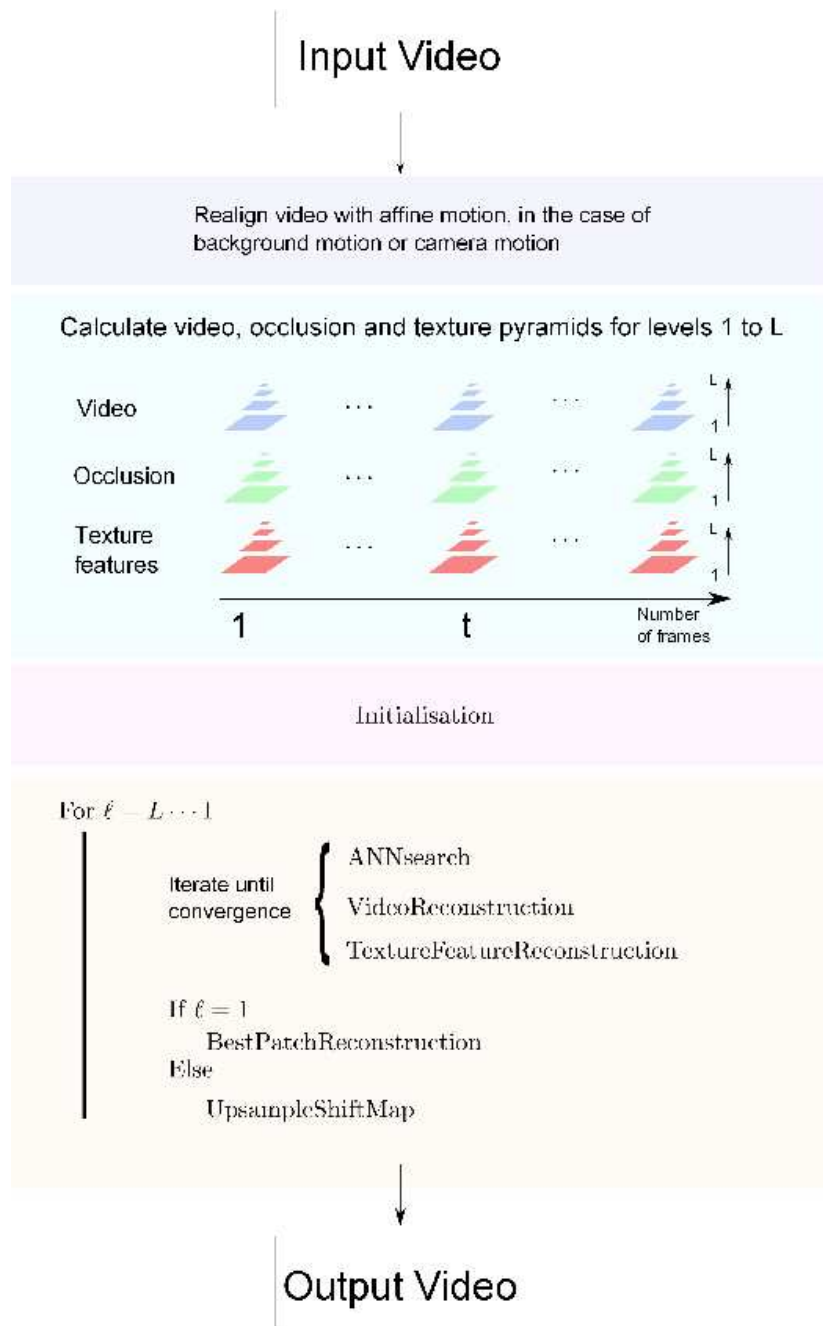 Input Video
Realign video with affine motion, in the case of
background motion or camera motion
Calculate video, occlusion and texture pyramids for levels 1 to L
Video
... ...
L
1
Occlusion
... ...
L
1
Texture
features
... ...
L
1
1 t
Number
of frames
Initialisation
For ℓ = L ⋯ 1
Iterate until
convergence
{
ANNsearch
VideoReconstruction
TextureFeatureReconstruction
If ℓ = 1
BestPatchReconstruction
Else
UpsampleShiftMap
Output Video